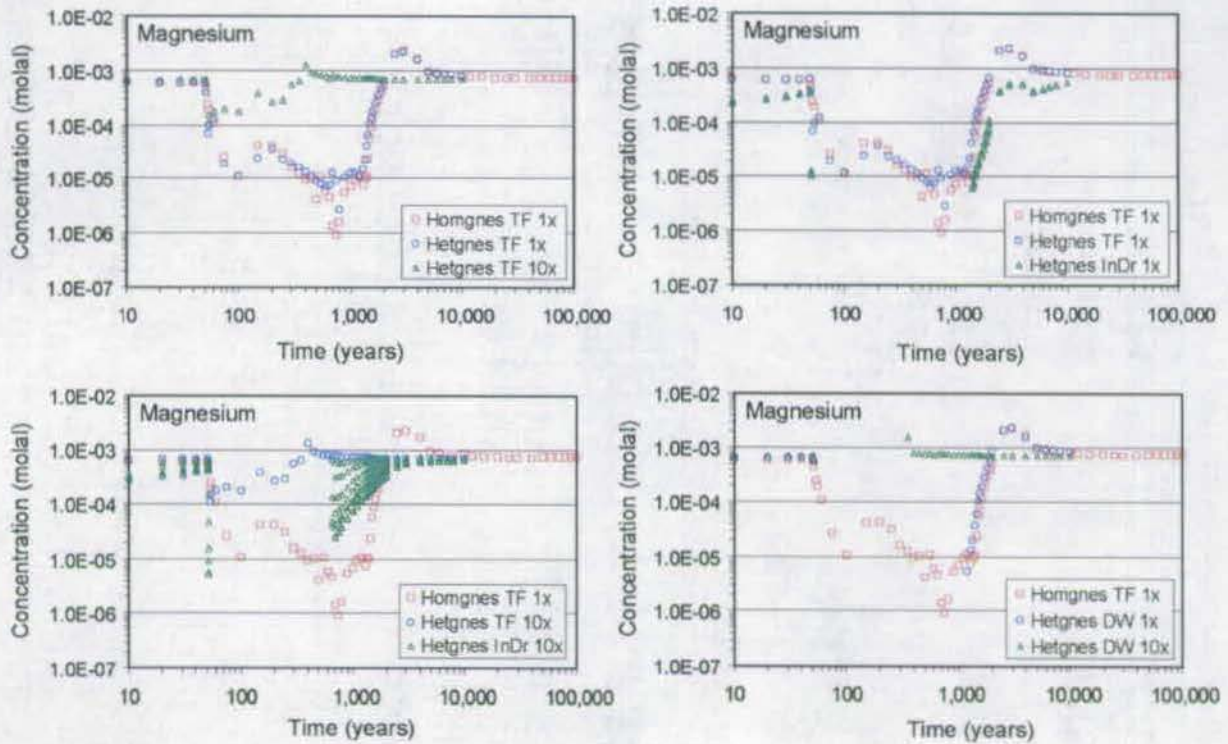 Magnesium
Concentration (molal)
1.0E-02
1.0E-03
1.0E-04
1.0E-05
1.0E-06
1.0E-07
10
100
1,000
10,000
100,000
Time (years)
Homgnes TF 1x
Hetgnes TF 1x
Hetgnes TF 10x
Magnesium
Concentration (molal)
1.0E-02
1.0E-03
1.0E-04
1.0E-05
1.0E-06
1.0E-07
10
100
1,000
10,000
100,000
Time (years)
Homgnes TF 1x
Hetgnes TF 1x
Hetgnes InDr 1x
Magnesium
Concentration (molal)
1.0E-02
1.0E-03
1.0E-04
1.0E-05
1.0E-06
1.0E-07
10
100
1,000
10,000
100,000
Time (years)
Homgnes TF 1x
Hetgnes TF 10x
Hetgnes InDr 10x
Magnesium
Concentration (molal)
1.0E-02
1.0E-03
1.0E-04
1.0E-05
1.0E-06
1.0E-07
10
100
1,000
10,000
100,000
Time (years)
Homgnes TF 1x
Hetgnes DW 1x
Hetgnes DW 10x